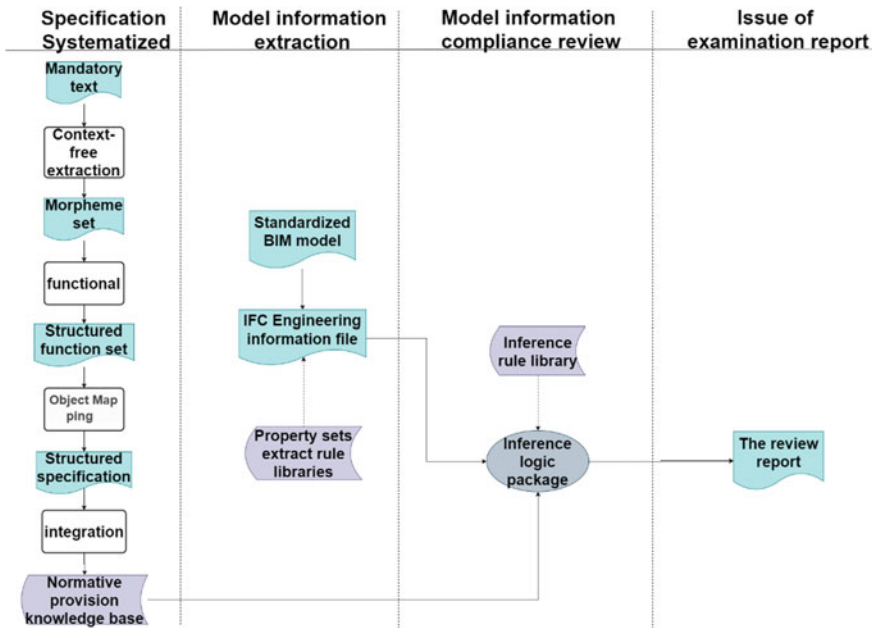 Specification
Systematized
Model information
extraction
Model information
compliance review
Issue of
examination report
Mandatory
text
Context-
free
extraction
Morpheme
set
functional
Structured
function set
Object Map
ping
Structured
specification
integration
Normative
provision
knowledge base
Standardized
BIM model
IFC Engineering
information file
Property sets
extract rule
libraries
Inference
rule library
Inference
logic
package
The review
report